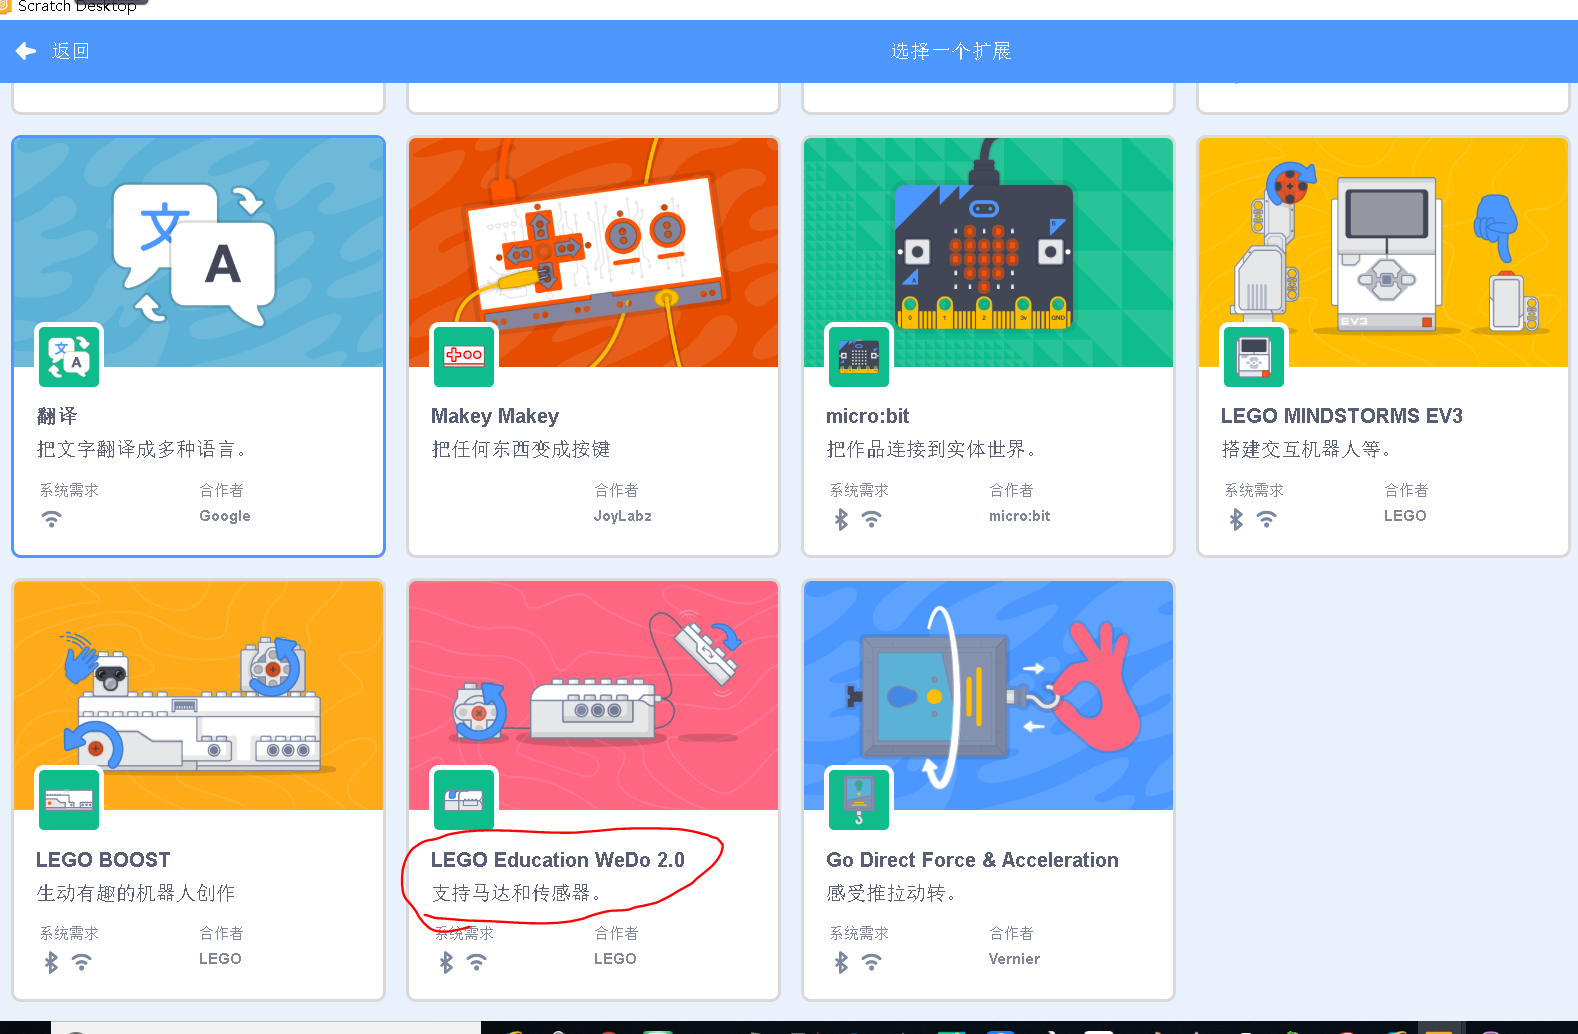 Scratch Desktop
返回
选择一个扩展
文
A
B
A
0 1 2 3v GND
EV3
文
A
翻译
把文字翻译成多种语言。
系统需求 合作者
Google
Makey Makey
把任何东西变成按键
合作者
JoyLabz
micro:bit
把作品连接到实体世界。
系统需求 合作者
micro:bit
LEGO MINDSTORMS EV3
搭建交互机器人等。
系统需求 合作者
LEGO
LEGO BOOST
生动有趣的机器人创作
系统需求 合作者
LEGO
LEGO Education WeDo 2.0
支持马达和传感器。
系统需求 合作者
LEGO
Go Direct Force & Acceleration
感受推拉动转。
系统需求 合作者
Vernier